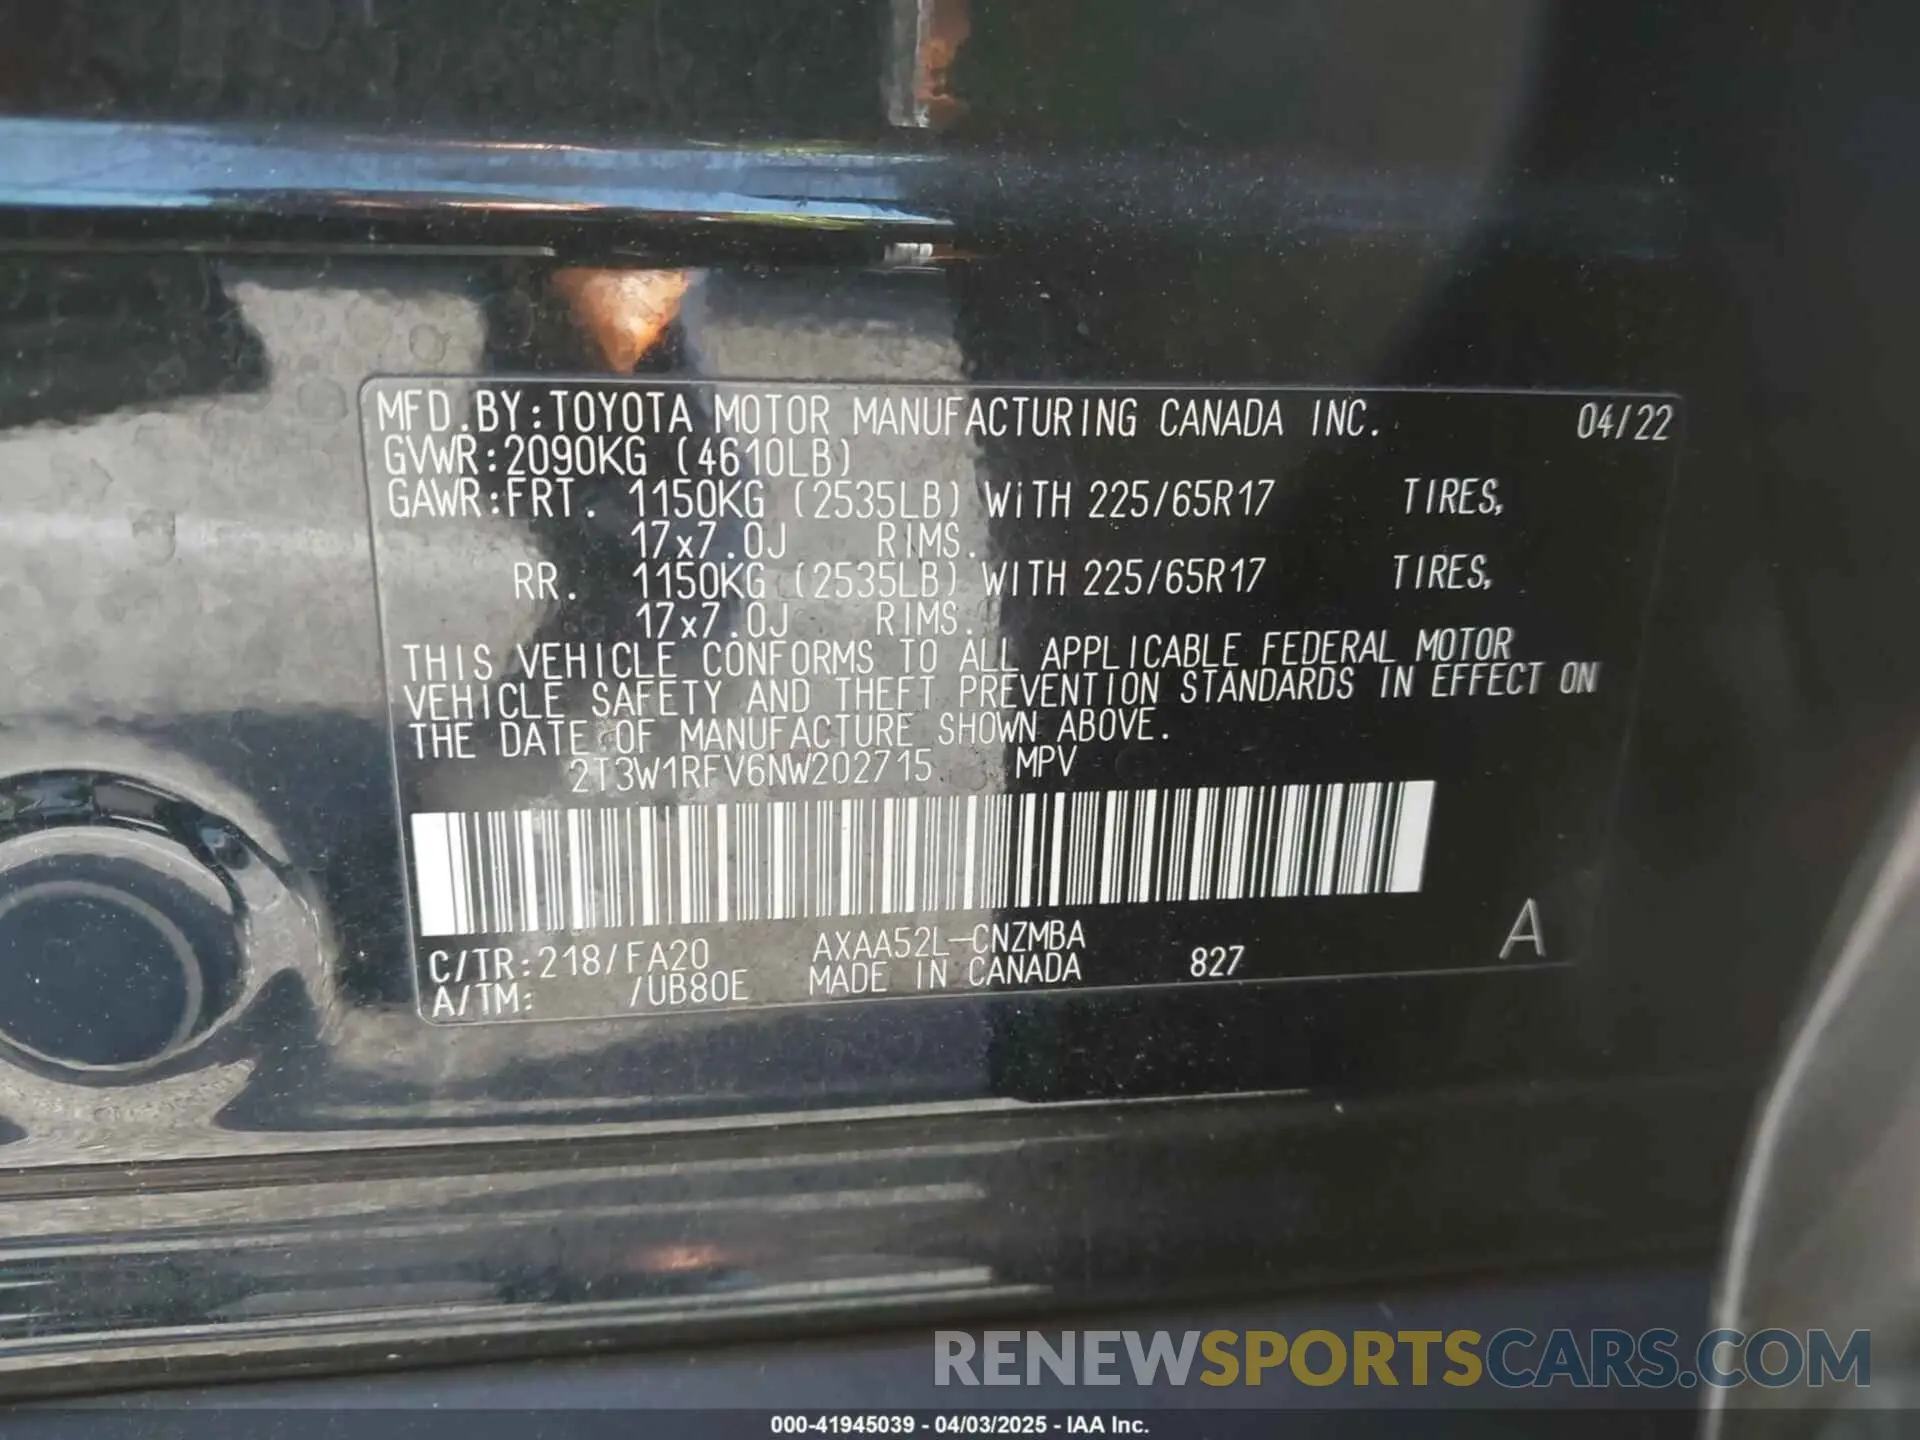 MFD.BY:TOYOTA MOTOR MANUFACTURING CANADA INC. 04/22
GVWR:2090KG (4610LB)
GAWR:FRT. 1150KG (2535LB) WITH 225/65R17 TIRES,
17x7.0J RIMS.
RR. 1150KG (2535LB) WITH 225/65R17 TIRES,
17x7.0J RIMS.
THIS VEHICLE CONFORMS TO ALL APPLICABLE FEDERAL MOTOR
VEHICLE SAFETY AND THEFT PREVENTION STANDARDS IN EFFECT ON
THE DATE OF MANUFACTURE SHOWN ABOVE.
2T3W1RFV6NW202715 MPV
C/TR:218/FA20 AXAA52L-CNZMBA 827 A
A/TM: /UB80E MADE IN CANADA
RENEWSPORTSCARS.COM
000-41945039 - 04/03/2025 - IAA Inc.